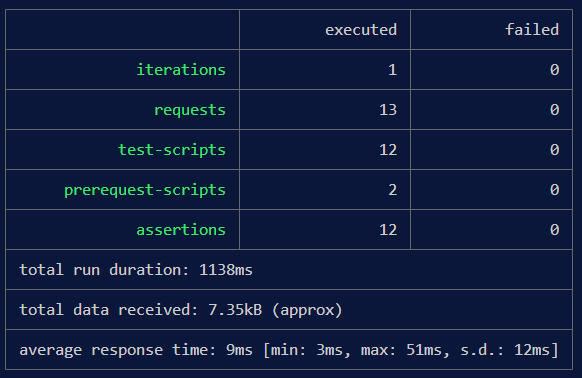 executed failed
iterations 1 0
requests 13 0
test-scripts 12 0
prerequest-scripts 2 0
assertions 12 0
total run duration: 1138ms
total data received: 7.35kB (approx)
average response time: 9ms [min: 3ms, max: 51ms, s.d.: 12ms]